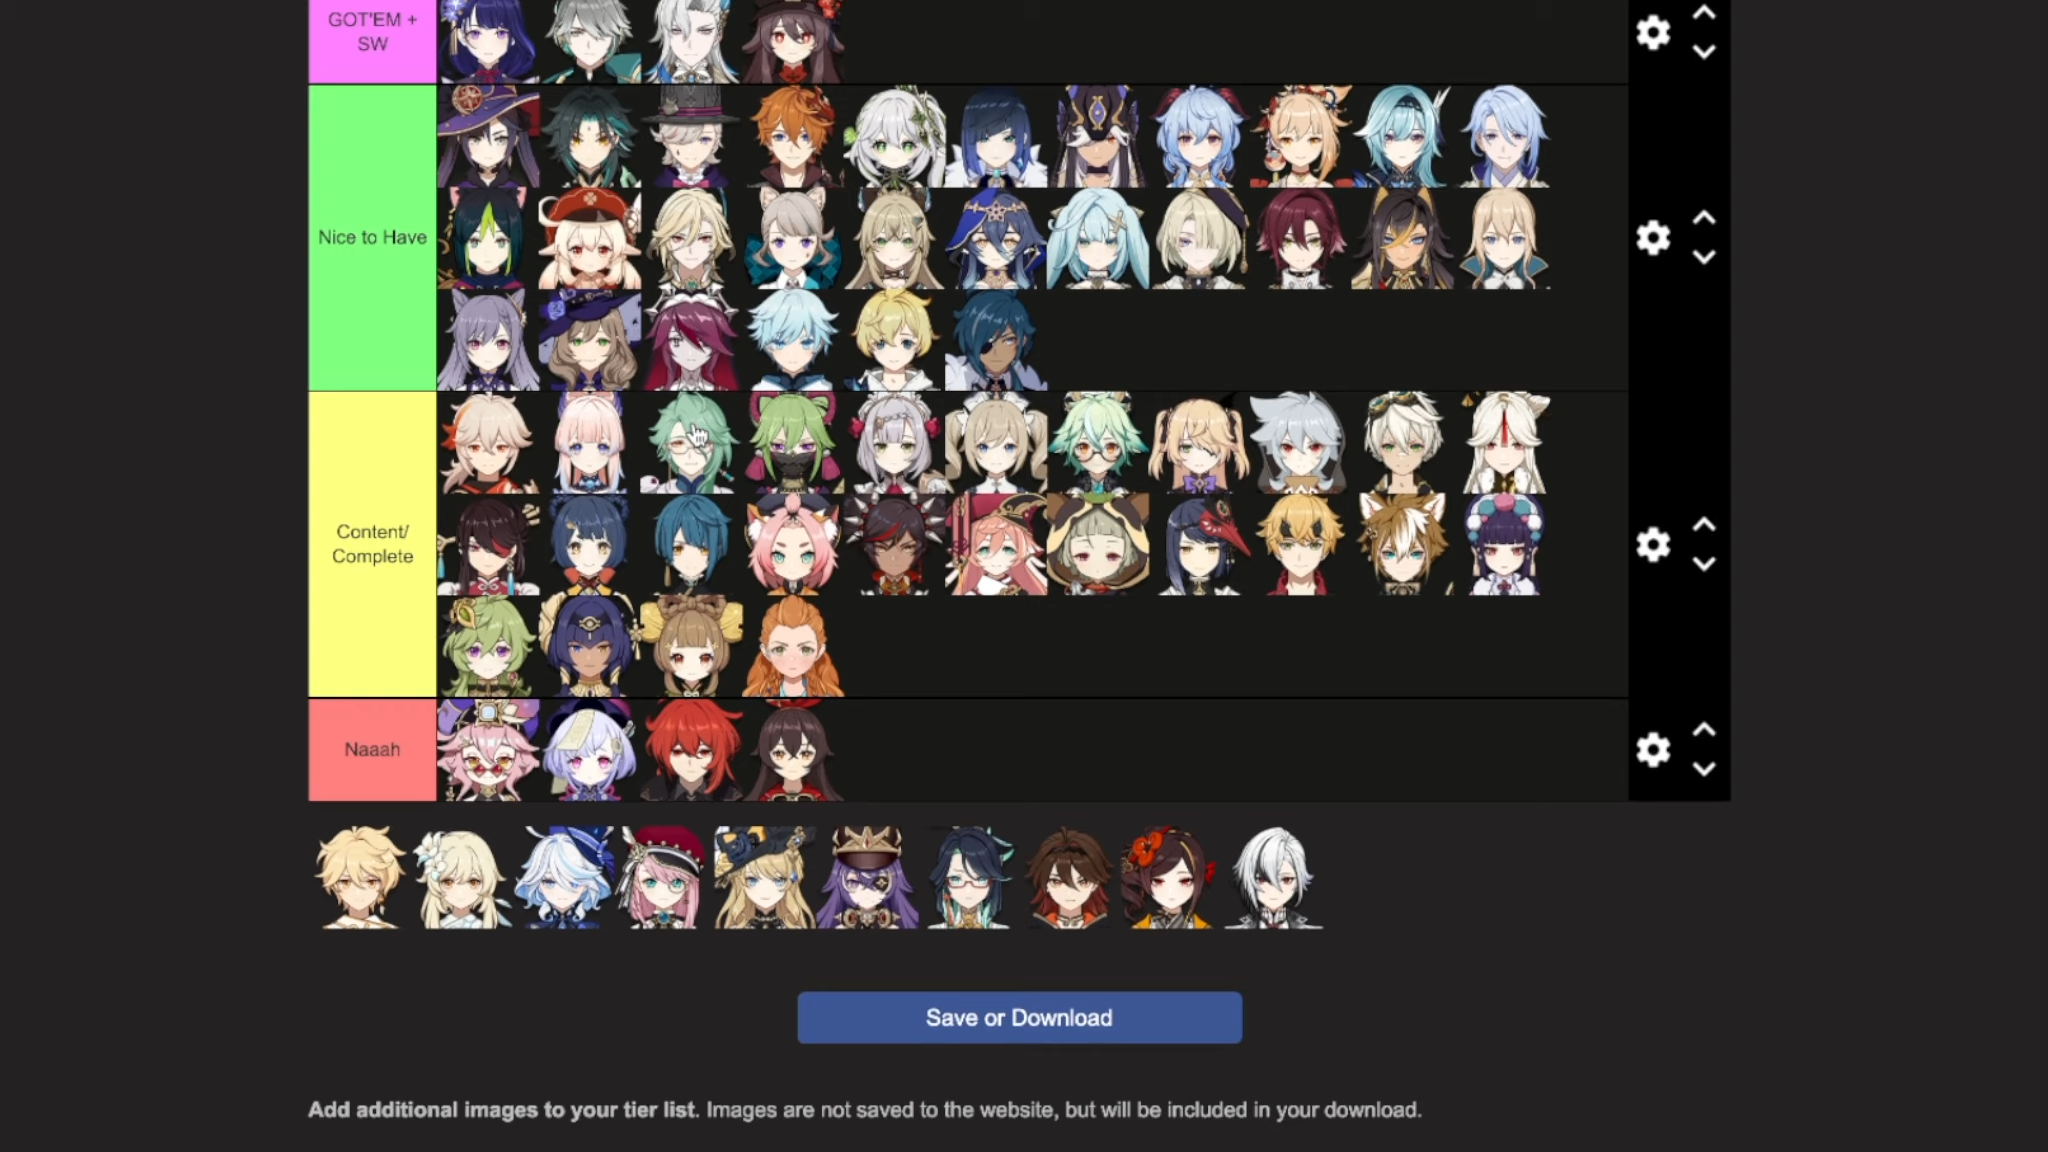 GOT'EM +
SW
Nice to Have
Content/
Complete
Naaah
Save or Download
Add additional images to your tier list. Images are not saved to the website, but will be included in your download.